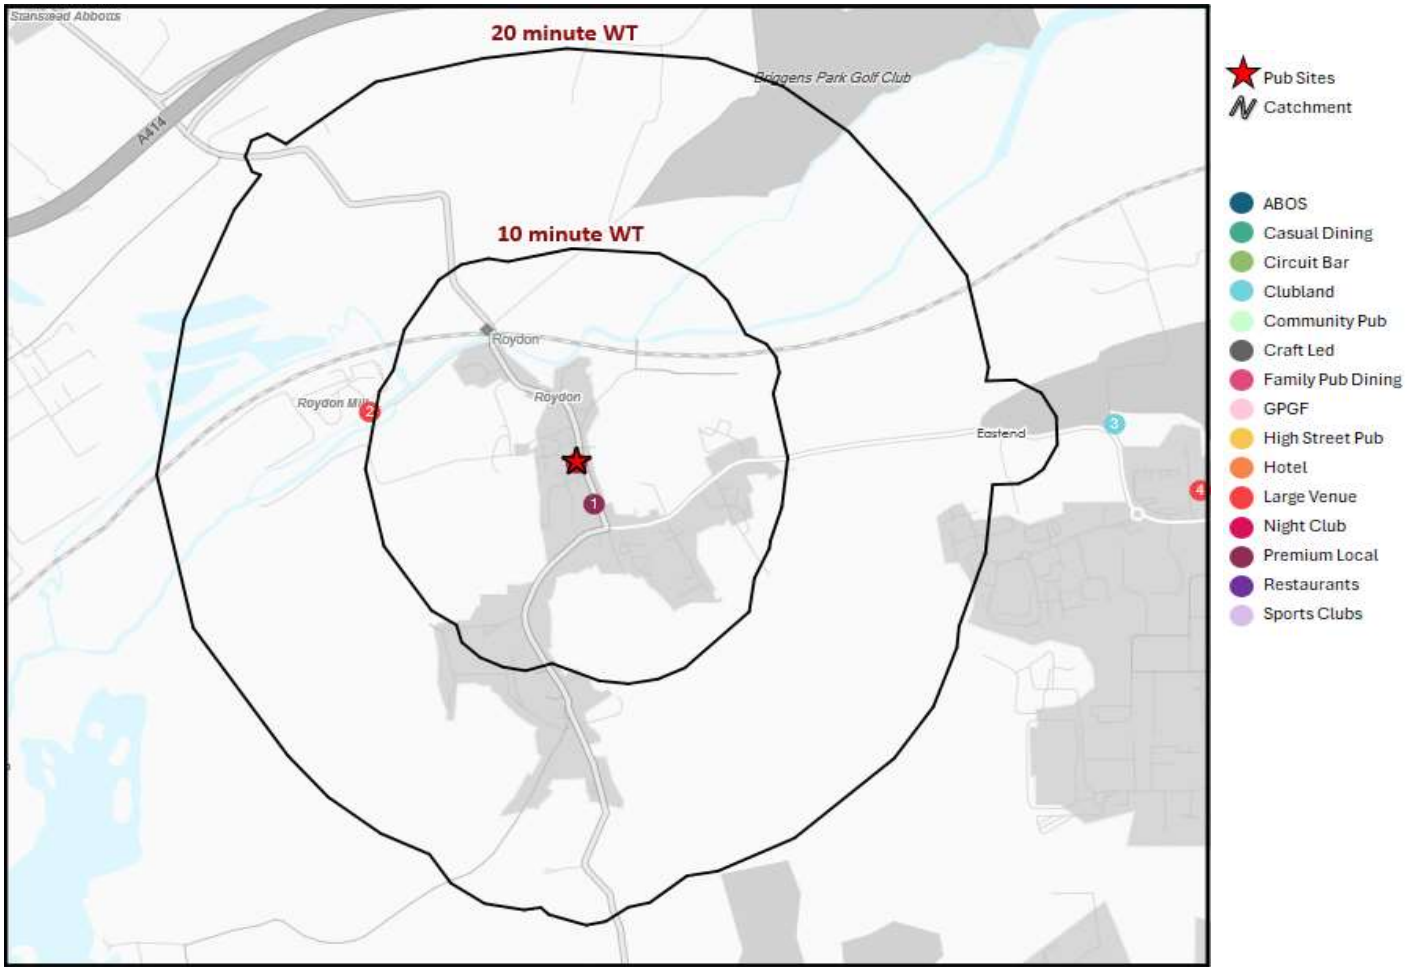 Stanstead Abbotts
20 minute WT
Briggens Park Golf Club
A414
10 minute WT
Roydon
Roydon
Roydon Mill
2
3
Eastend
4
1
Pub Sites
Catchment
ABOS
Casual Dining
Circuit Bar
Clubland
Community Pub
Craft Led
Family Pub Dining
GPGF
High Street Pub
Hotel
Large Venue
Night Club
Premium Local
Restaurants
Sports Clubs